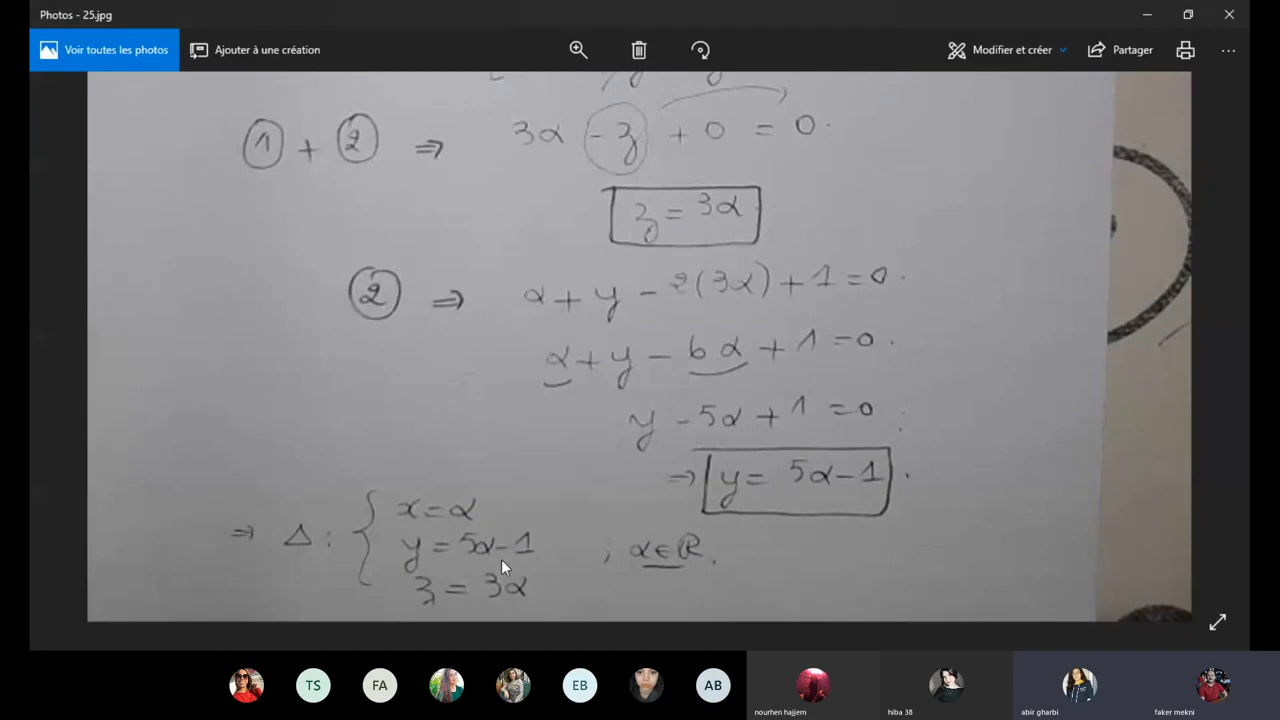 Photos - 25.jpg
Voir toutes les photos
Ajouter à une création
Modifier et créer
Partager
① + ② ⇒ 3α - z + 0 = 0.
z = 3α
② ⇒ α + y - 2(3α) + 1 = 0.
α + y - 6α + 1 = 0.
y - 5α + 1 = 0
⇒ y = 5α - 1.
⇒ Δ : { x = α
y = 5α - 1 ; α ∈ ℝ.
z = 3α
TS
FA
EB
AB
nourhen hajjem
hiba 38
abir gharbi
faker mekni